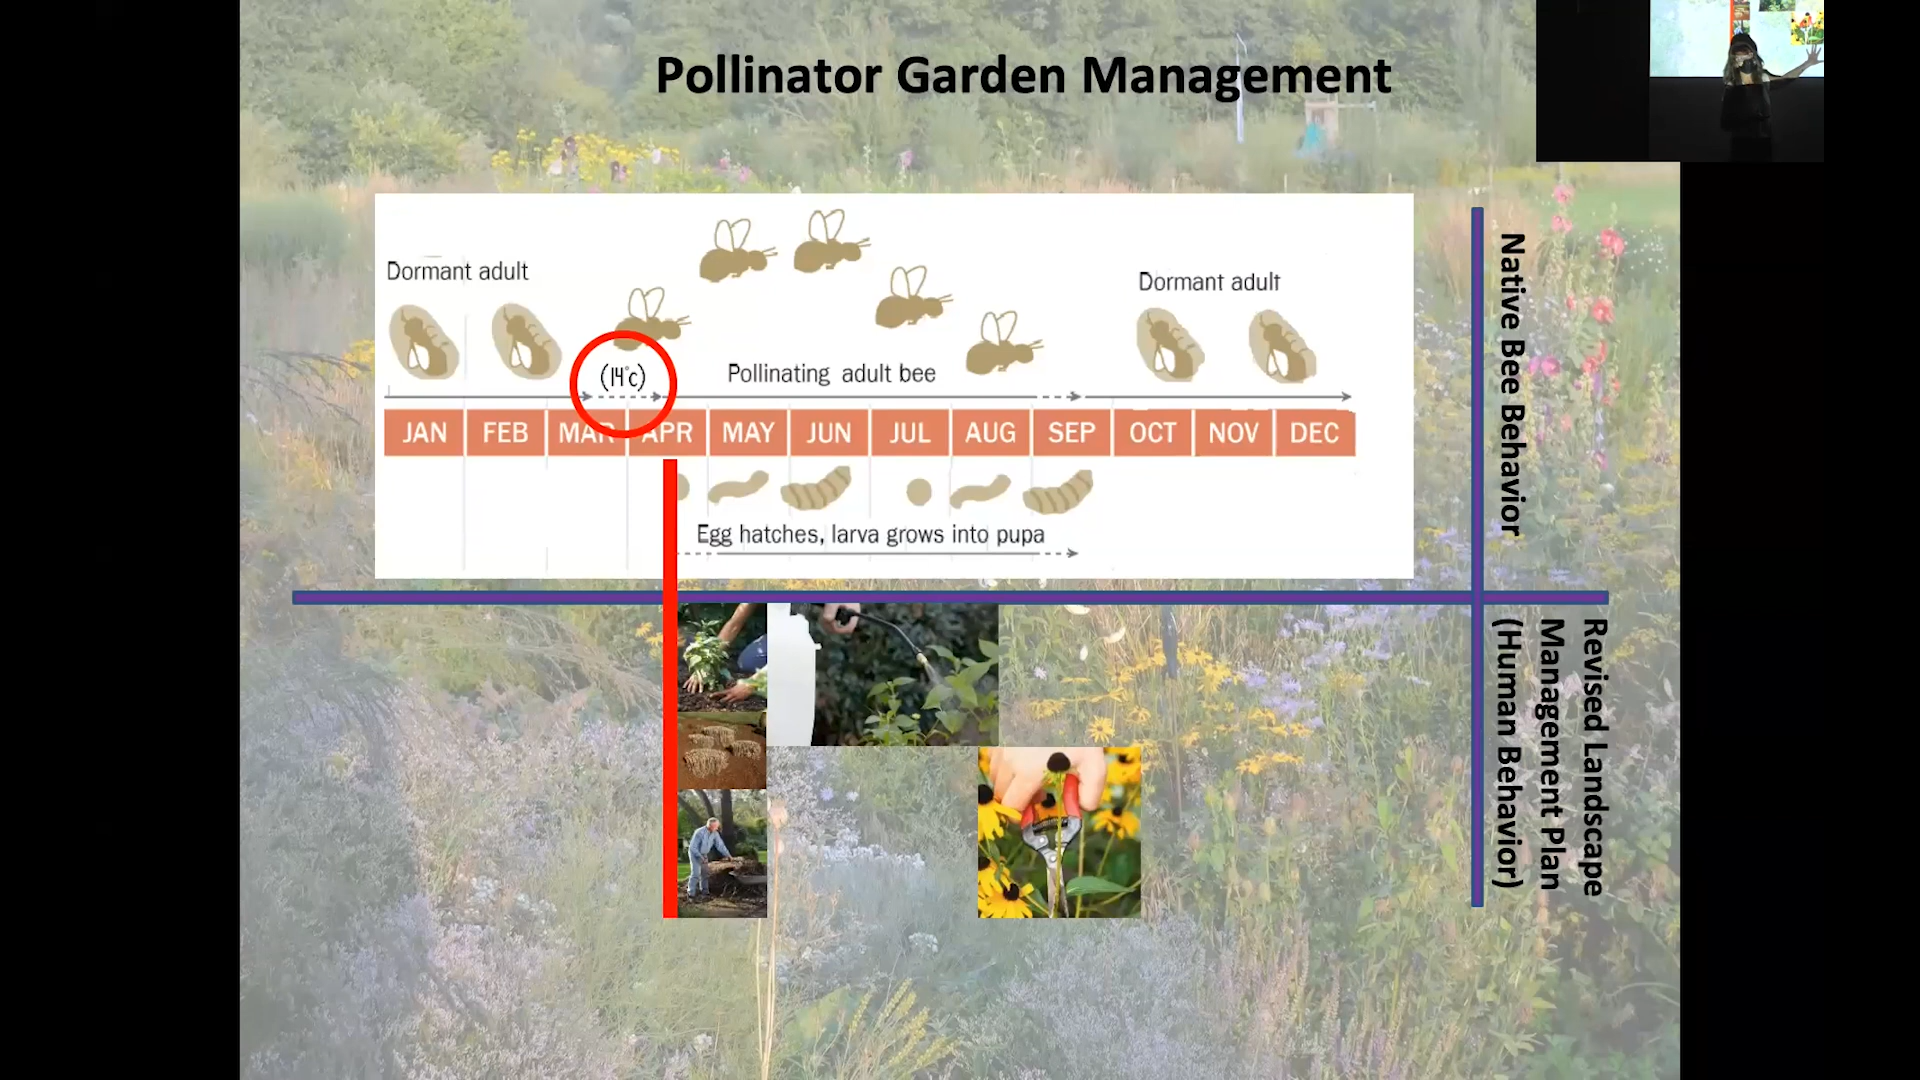 Pollinator Garden Management
Dormant adult
Dormant adult
(14°c)
Pollinating adult bee
JAN FEB MAR APR MAY JUN JUL AUG SEP OCT NOV DEC
Egg hatches, larva grows into pupa
Native Bee Behavior
Revised Landscape
Management Plan
(Human Behavior)